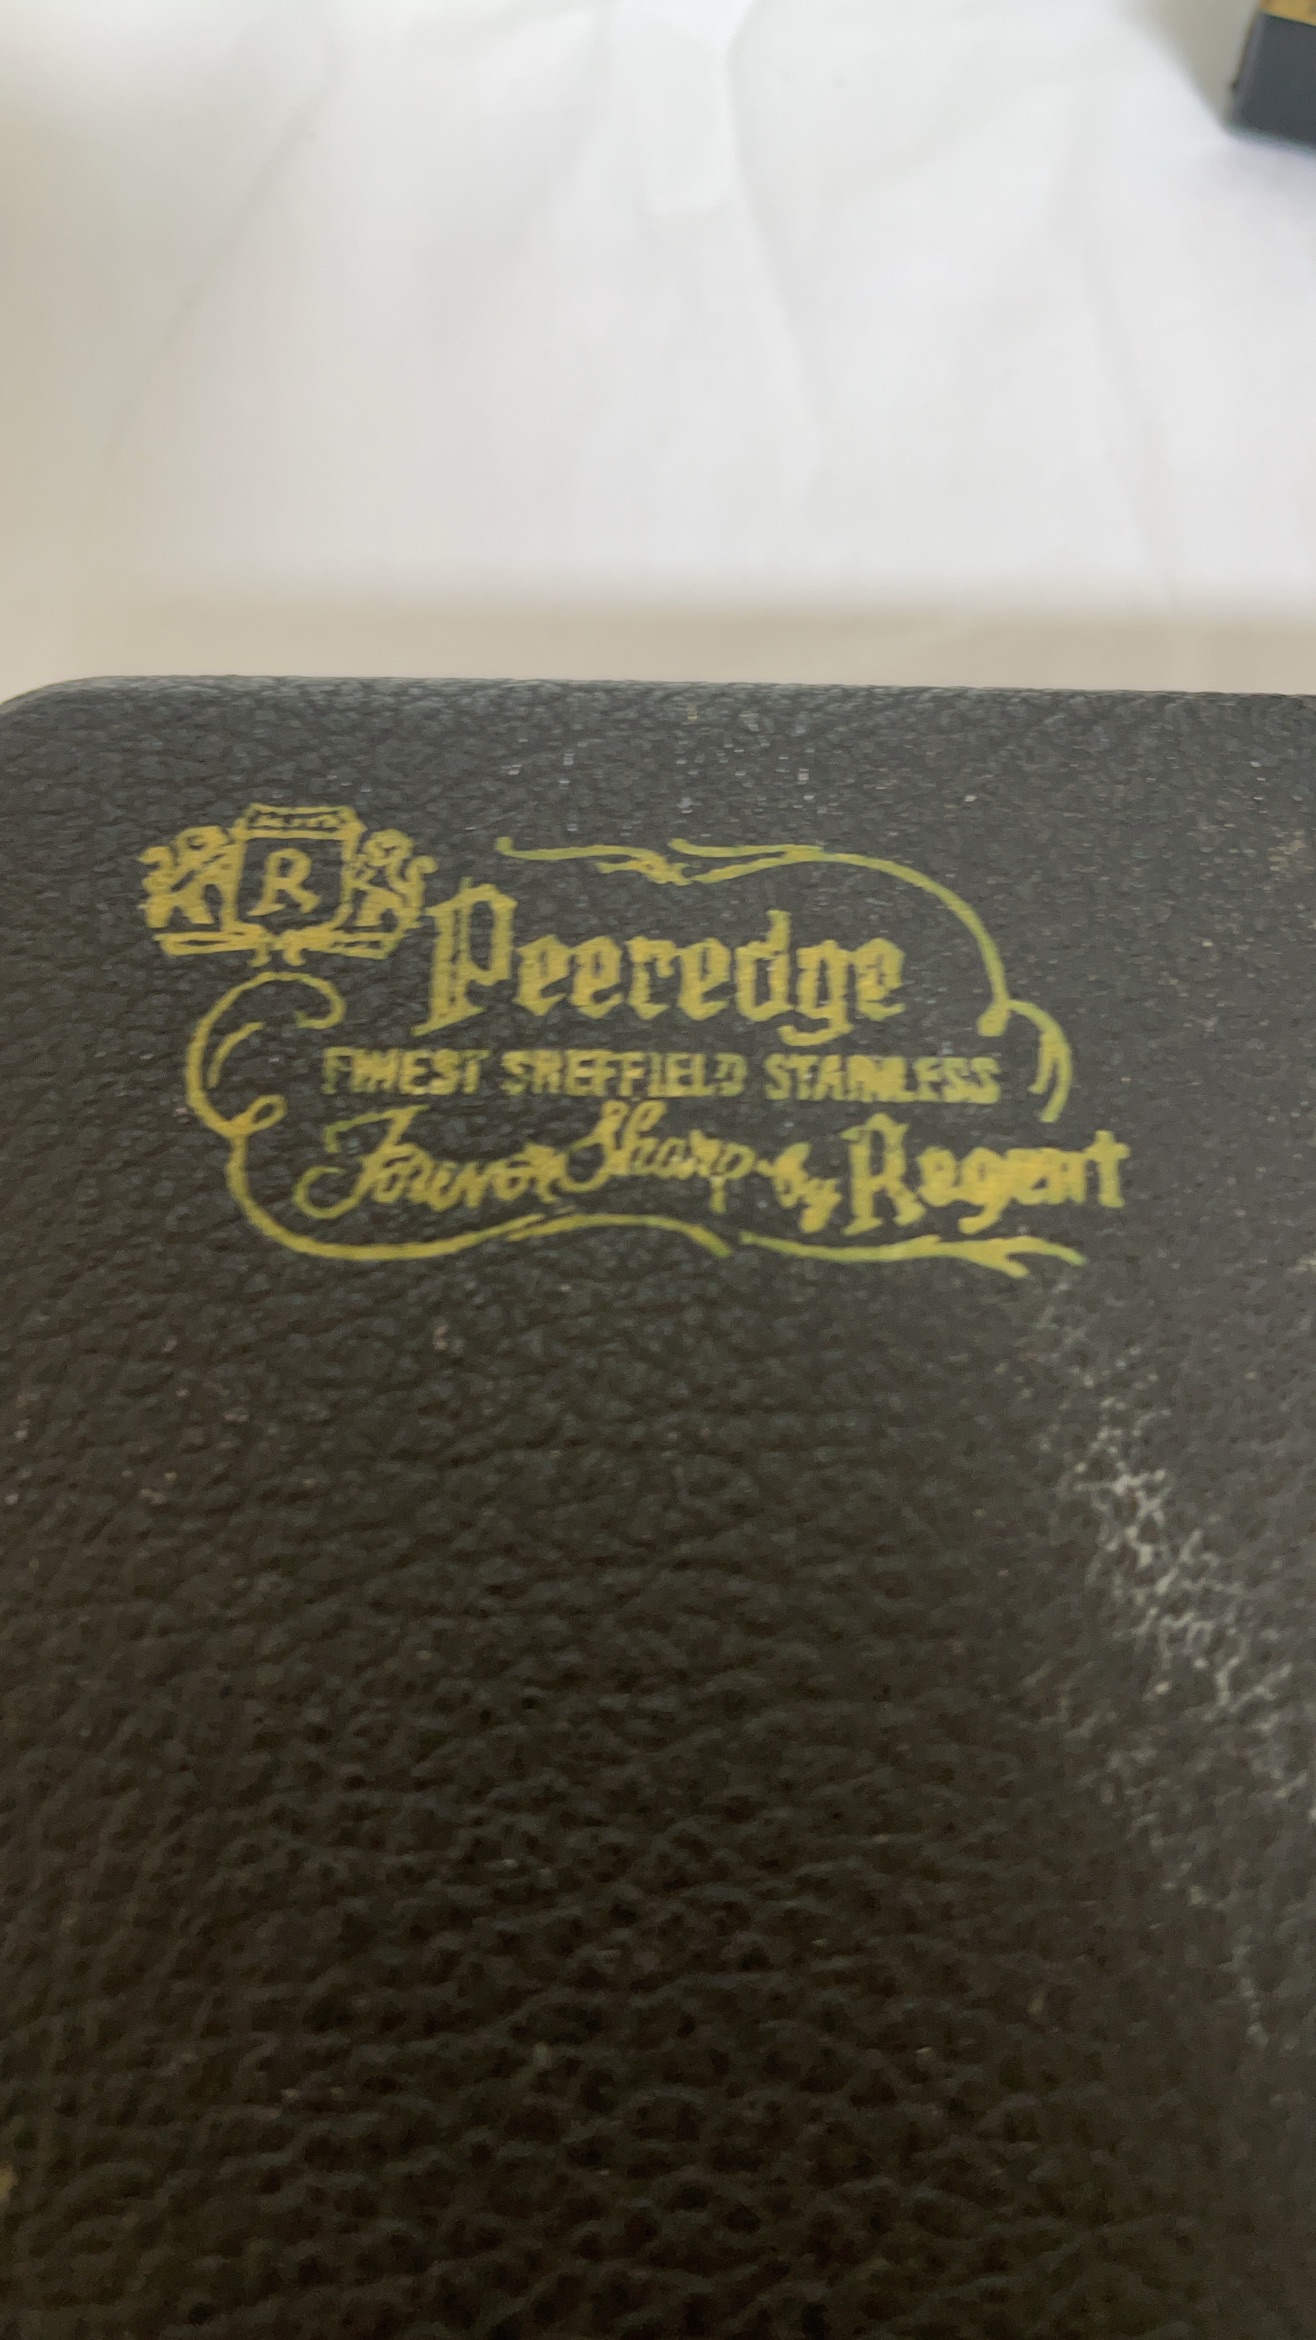 R
Peeredge
FINEST SHEFFIELD STAINLESS
Forever Sharp by Regent